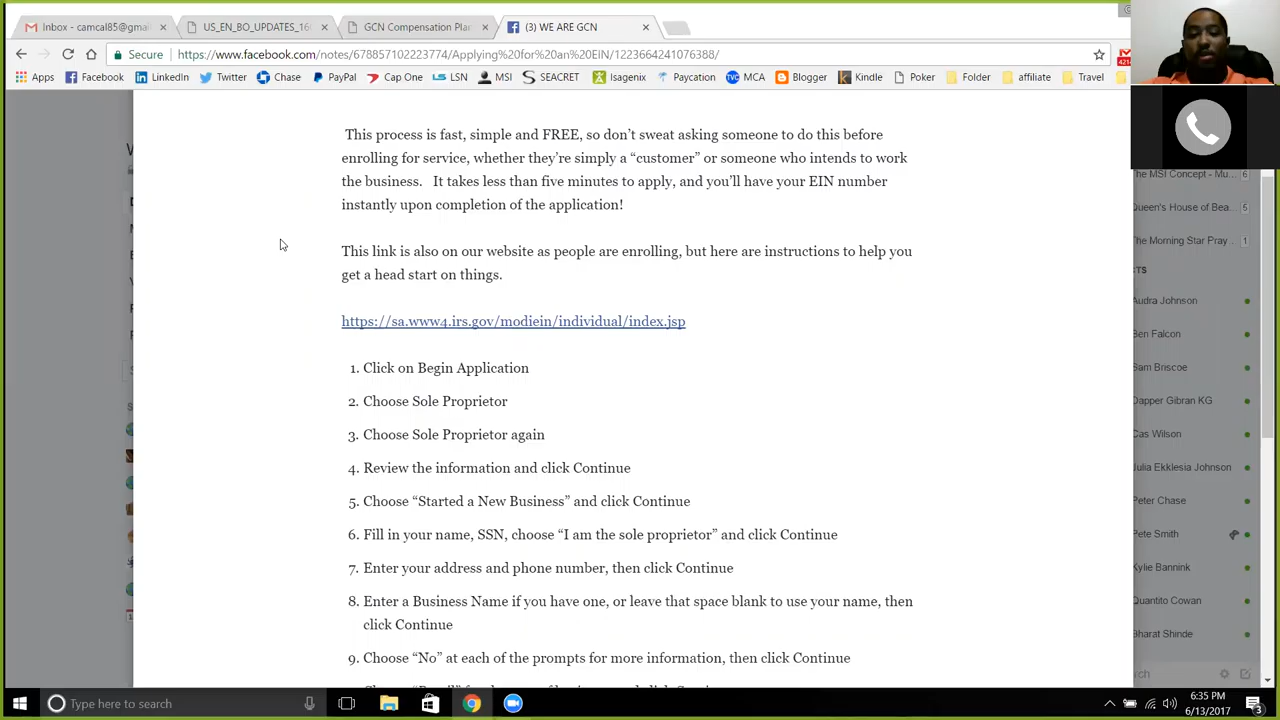 Inbox - camcal85@gmai
US_EN_BO_UPDATES_160
GCN Compensation Plan
(3) WE ARE GCN
Secure
https://www.facebook.com/notes/678857102223774/Applying%20for%20an%20EIN/1223664241076388/
Apps
Facebook
LinkedIn
Twitter
Chase
PayPal
Cap One
LSN
MSI
SEACRET
Isagenix
Paycation
MCA
Blogger
Kindle
Poker
Folder
affiliate
Travel
This process is fast, simple and FREE, so don’t sweat asking someone to do this before
enrolling for service, whether they’re simply a “customer” or someone who intends to work
the business. It takes less than five minutes to apply, and you’ll have your EIN number
instantly upon completion of the application!
This link is also on our website as people are enrolling, but here are instructions to help you
get a head start on things.
https://sa.www4.irs.gov/modiein/individual/index.jsp
1. Click on Begin Application
2. Choose Sole Proprietor
3. Choose Sole Proprietor again
4. Review the information and click Continue
5. Choose “Started a New Business” and click Continue
6. Fill in your name, SSN, choose “I am the sole proprietor” and click Continue
7. Enter your address and phone number, then click Continue
8. Enter a Business Name if you have one, or leave that space blank to use your name, then
click Continue
9. Choose “No” at each of the prompts for more information, then click Continue
The MSI Concept - Mu... 6
Queen's House of Bea... 5
The Morning Star Pray ... 1
Audra Johnson
Ben Falcon
Sam Briscoe
Dapper Gibran KG
Cas Wilson
Julia Ekklesia Johnson
Peter Chase
Pete Smith
Kylie Bannink
Quantito Cowan
Bharat Shinde
Type here to search
6:35 PM
6/13/2017
3